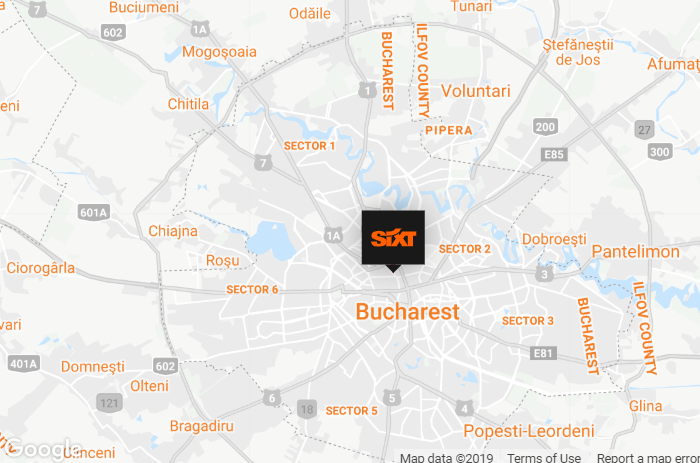 Odăile
Tunari
7
602
Buciumeni
1A
Mogoșoaia
BUCHAREST
ILFOV COUNTY
Ștefăneștii
de Jos
Afumaț
1
Voluntari
Chitila
eni
PIPERA
200
27
SECTOR 1
E85
300
7
601A
Chiajna
1A
SIXT
SECTOR 2
Dobroești
Pantelimon
Roșu
Ciorogârla
3
SECTOR 6
Bucharest
SECTOR 3
BUCHAREST
ILFOV COUNTY
vari
401A
Domnești
602
E81
Olteni
121
6
18
SECTOR 5
5
4
Glina
Bragadiru
Popesti-Leordeni
Google
Cănceni
Map data ©2019
Terms of Use
Report a map error